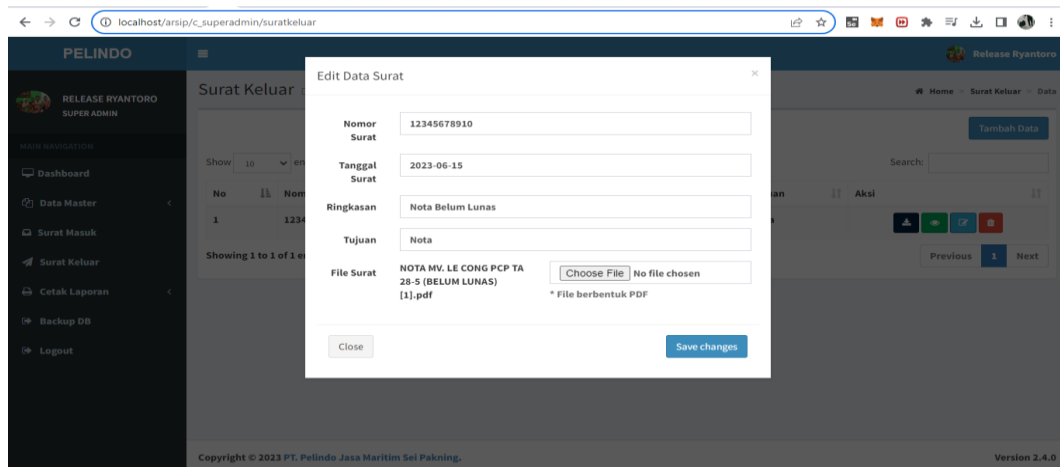 localhost/arsip/c_superadmin/suratkeluar
PELINDO
Release Ryantoro
RELEASE RYANTORO
SUPER ADMIN
MAIN NAVIGATION
Dashboard
Data Master
Surat Masuk
Surat Keluar
Cetak Laporan
Backup DB
Logout
Surat Keluar
Home
Surat Keluar
Data
Tambah Data
Show 10
Search:
No
Aksi
1
1234
Showing 1 to 1 of 1
Previous 1 Next
Edit Data Surat
×
Nomor
Surat
12345678910
Tanggal
Surat
2023-06-15
Ringkasan
Nota Belum Lunas
Tujuan
Nota
File Surat
NOTA MV. LE CONG PCP TA
28-5 (BELUM LUNAS)
[1].pdf
Choose File No file chosen
* File berbentuk PDF
Close
Save changes
Copyright © 2023 PT. Pelindo Jasa Maritim Sei Pakning.
Version 2.4.0